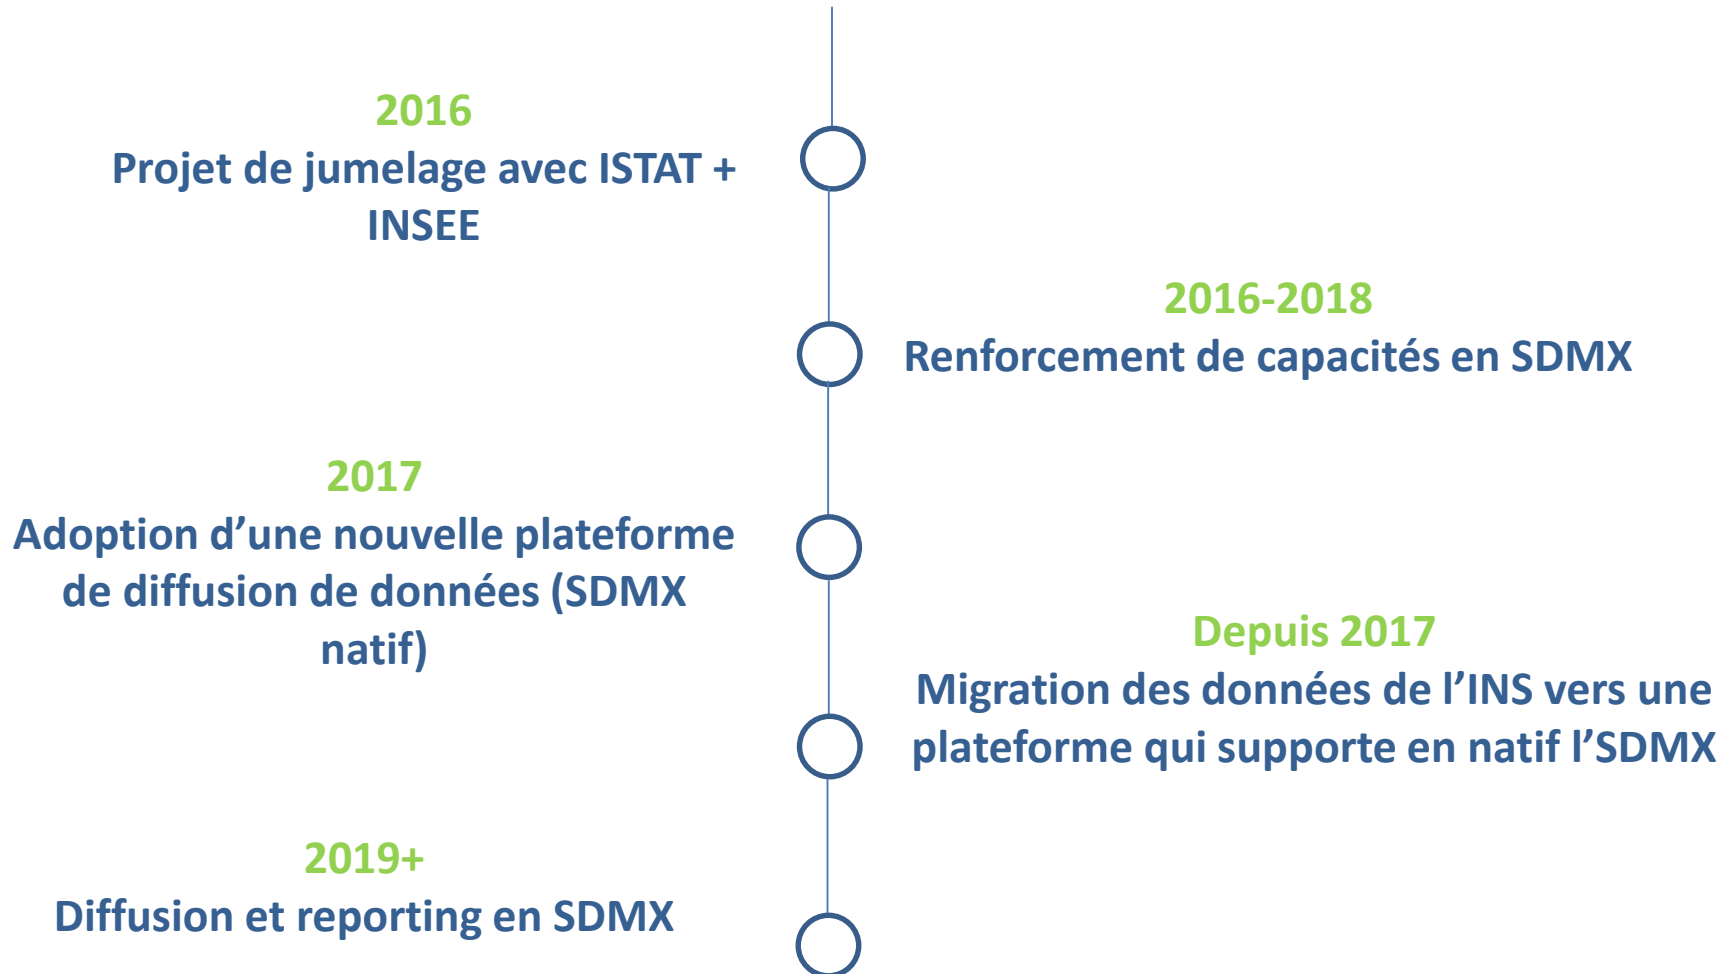 2016
Projet de jumelage avec ISTAT +
INSEE
2016-2018
Renforcement de capacités en SDMX
2017
Adoption d’une nouvelle plateforme
de diffusion de données (SDMX
natif)
Depuis 2017
Migration des données de l’INS vers une
plateforme qui supporte en natif l’SDMX
2019+
Diffusion et reporting en SDMX